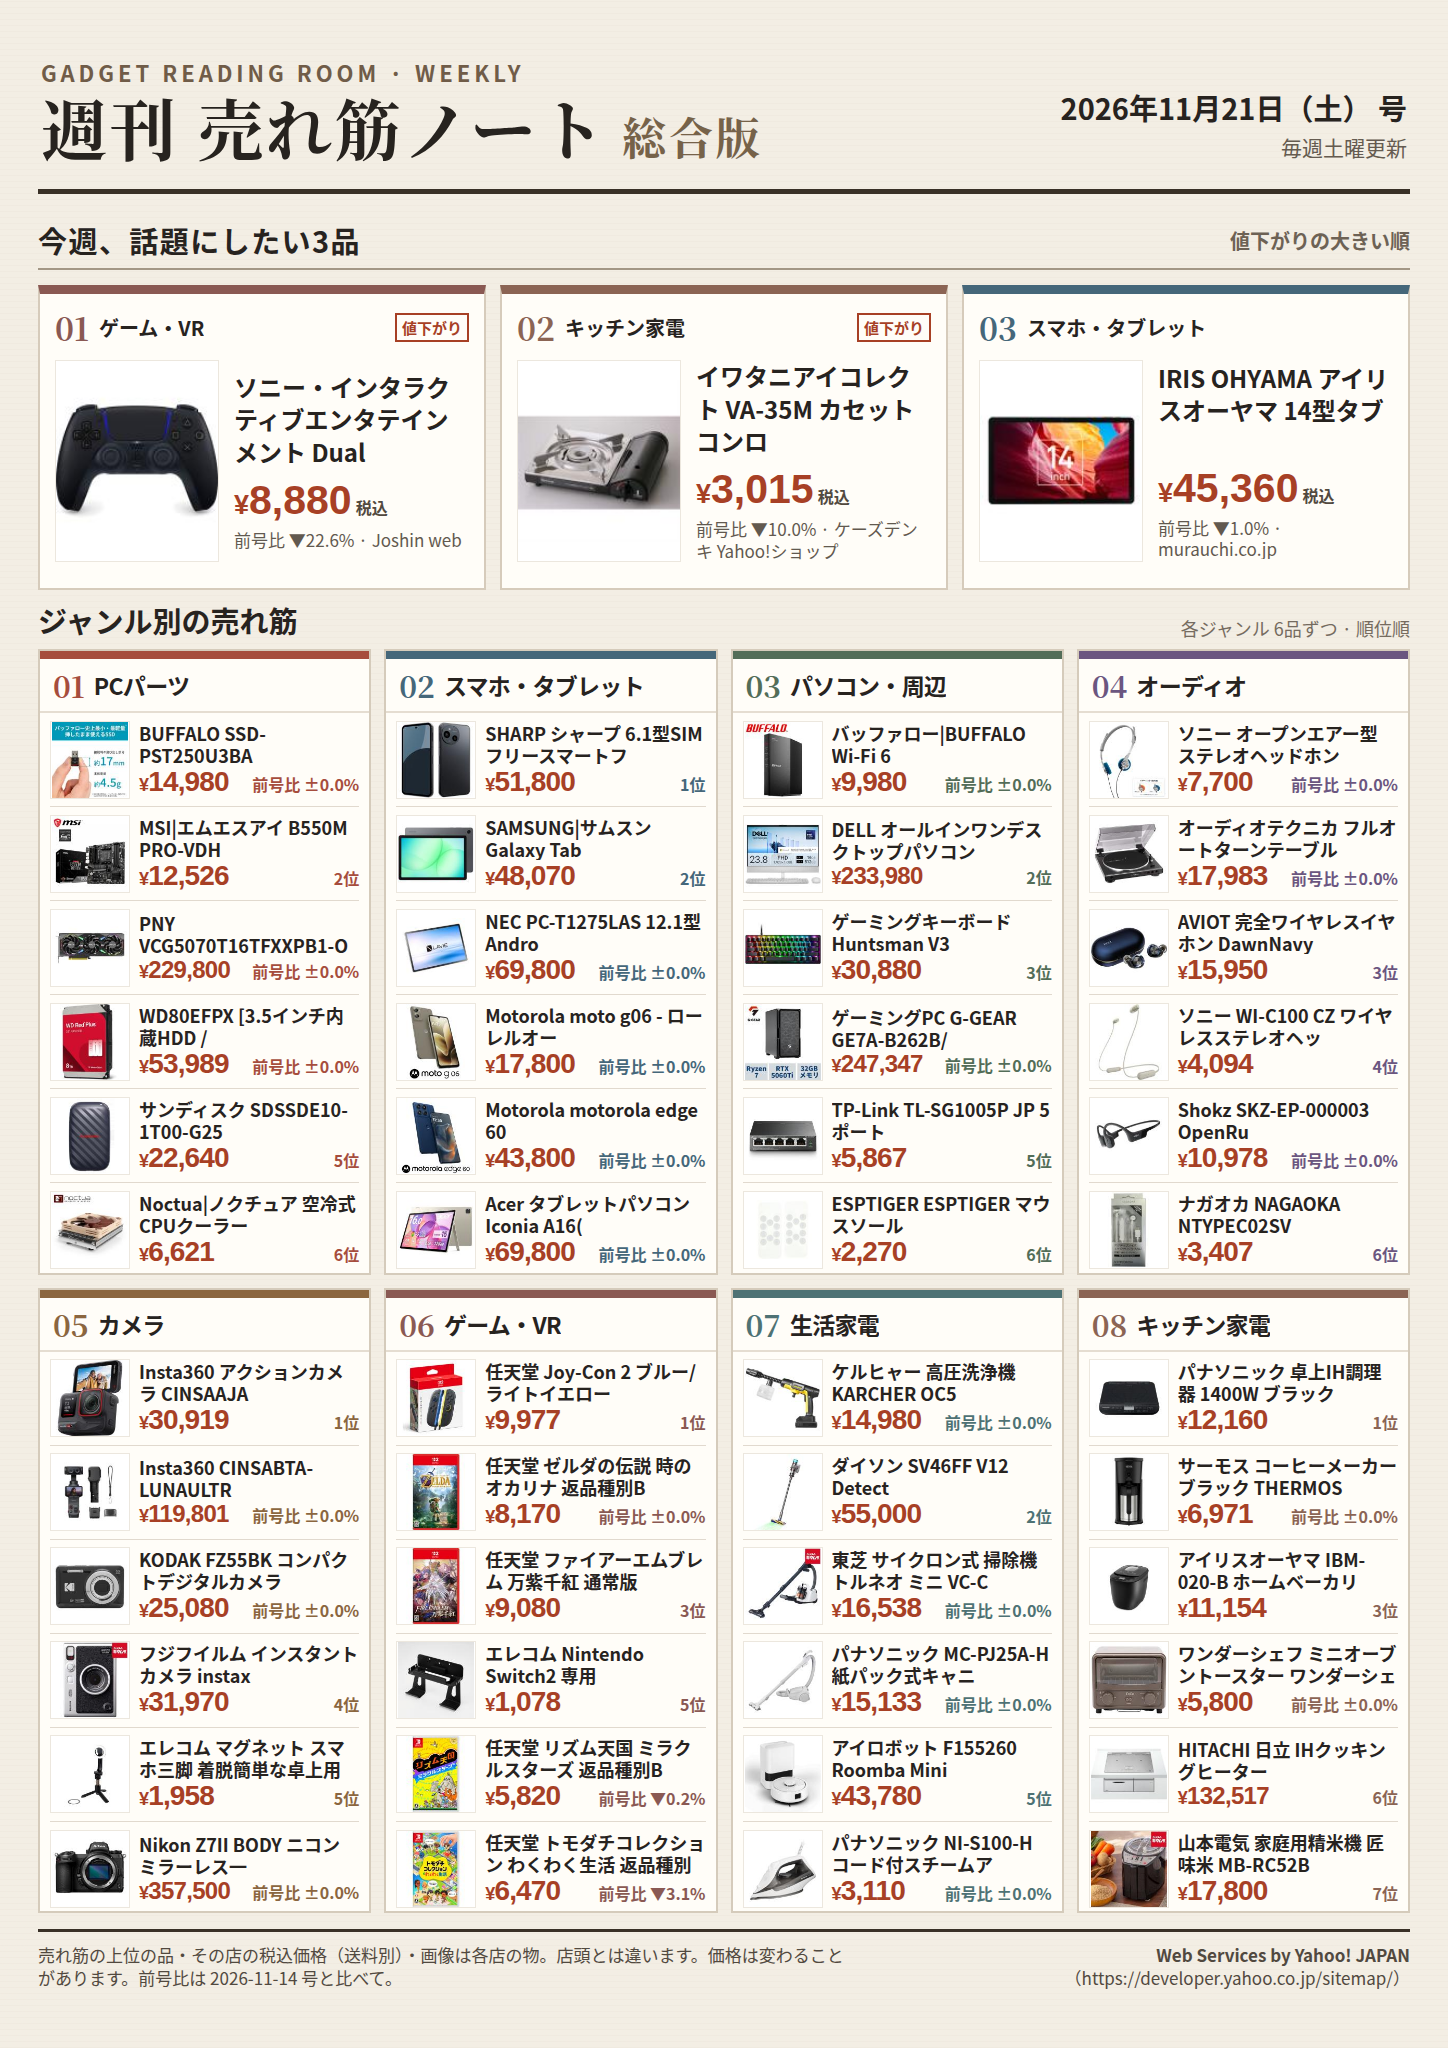 GADGET READING ROOM · WEEKLY
週刊 売れ筋ノート 総合版
2026年11月21日（土） 号
毎週土曜更新
今週、話題にしたい3品
値下がりの大きい順
01 ゲーム・VR
値下がり
ソニー・インタラク
ティブエンタテイン
メント Dual
¥8,880 税込
前号比 ▼22.6% · Joshin web
02 キッチン家電
値下がり
イワタニアイコレク
ト VA-35M カセット
コンロ
¥3,015 税込
前号比 ▼10.0% · ケーズデン
キ Yahoo!ショップ
03 スマホ・タブレット
14
inch
IRIS OHYAMA アイリ
スオーヤマ 14型タブ
¥45,360 税込
前号比 ▼1.0% ·
murauchi.co.jp
ジャンル別の売れ筋
各ジャンル 6品ずつ · 順位順
01 PCパーツ
約17mm
約4.5g
BUFFALO SSD-
PST250U3BA
¥14,980 前号比 ±0.0%
msi
MSI|エムエスアイ B550M
PRO-VDH
¥12,526 2位
PNY
VCG5070T16TFXXPB1-O
¥229,800 前号比 ±0.0%
WD Red Plus
WD80EFPX [3.5インチ内
蔵HDD /
¥53,989 前号比 ±0.0%
サンディスク SDSSDE10-
1T00-G25
¥22,640 5位
noctua
Noctua|ノクチュア 空冷式
CPUクーラー
¥6,621 6位
02 スマホ・タブレット
SHARP シャープ 6.1型SIM
フリースマートフ
¥51,800 1位
SAMSUNG|サムスン
Galaxy Tab
¥48,070 2位
LAVIE
NEC PC-T1275LAS 12.1型
Andro
¥69,800 前号比 ±0.0%
moto g 06
Motorola moto g06 - ロー
レルオー
¥17,800 前号比 ±0.0%
motorola edge 60
Motorola motorola edge
60
¥43,800 前号比 ±0.0%
Acer タブレットパソコン
Iconia A16(
¥69,800 前号比 ±0.0%
03 パソコン・周辺
BUFFALO
バッファロー|BUFFALO
Wi-Fi 6
¥9,980 前号比 ±0.0%
DELL
23.8 FHD
DELL オールインワンデス
クトップパソコン
¥233,980 2位
ゲーミングキーボード
Huntsman V3
¥30,880 3位
G-GEAR
Ryzen 7
RTX 5060Ti
32GB メモリ
ゲーミングPC G-GEAR
GE7A-B262B/
¥247,347 前号比 ±0.0%
TP-Link TL-SG1005P JP 5
ポート
¥5,867 5位
ESPTIGER ESPTIGER マウ
スソール
¥2,270 6位
04 オーディオ
ソニー オープンエアー型
ステレオヘッドホン
¥7,700 前号比 ±0.0%
オーディオテクニカ フルオ
ートターンテーブル
¥17,983 前号比 ±0.0%
AVIOT 完全ワイヤレスイヤ
ホン DawnNavy
¥15,950 3位
ソニー WI-C100 CZ ワイヤ
レスステレオヘッ
¥4,094 4位
Shokz SKZ-EP-000003
OpenRu
¥10,978 前号比 ±0.0%
ナガオカ NAGAOKA
NTYPEC02SV
¥3,407 6位
05 カメラ
Insta360 アクションカメ
ラ CINSAAJA
¥30,919 1位
Insta360 CINSABTA-
LUNAULTR
¥119,801 前号比 ±0.0%
KODAK FZ55BK コンパク
トデジタルカメラ
¥25,080 前号比 ±0.0%
フジフイルム インスタント
カメラ instax
¥31,970 4位
エレコム マグネット スマ
ホ三脚 着脱簡単な卓上用
¥1,958 5位
Nikon Z7II BODY ニコン
ミラーレス一
¥357,500 前号比 ±0.0%
06 ゲーム・VR
任天堂 Joy-Con 2 ブルー/
ライトイエロー
¥9,977 1位
ZELDA
任天堂 ゼルダの伝説 時の
オカリナ 返品種別B
¥8,170 前号比 ±0.0%
任天堂 ファイアーエムブレ
ム 万紫千紅 通常版
¥9,080 3位
エレコム Nintendo
Switch2 専用
¥1,078 5位
リズム天国
任天堂 リズム天国 ミラク
ルスターズ 返品種別B
¥5,820 前号比 ▼0.2%
トモダチ
コレクション
任天堂 トモダチコレクショ
ン わくわく生活 返品種別
¥6,470 前号比 ▼3.1%
07 生活家電
ケルヒャー 高圧洗浄機
KARCHER OC5
¥14,980 前号比 ±0.0%
ダイソン SV46FF V12
Detect
¥55,000 2位
東芝 サイクロン式 掃除機
トルネオ ミニ VC-C
¥16,538 前号比 ±0.0%
パナソニック MC-PJ25A-H
紙パック式キャニ
¥15,133 前号比 ±0.0%
アイロボット F155260
Roomba Mini
¥43,780 5位
パナソニック NI-S100-H
コード付スチームア
¥3,110 前号比 ±0.0%
08 キッチン家電
パナソニック 卓上IH調理
器 1400W ブラック
¥12,160 1位
サーモス コーヒーメーカー
ブラック THERMOS
¥6,971 前号比 ±0.0%
アイリスオーヤマ IBM-
020-B ホームベーカリ
¥11,154 3位
ワンダーシェフ ミニオーブ
ントースター ワンダーシェ
¥5,800 前号比 ±0.0%
HITACHI 日立 IHクッキン
グヒーター
¥132,517 6位
山本電気 家庭用精米機 匠
味米 MB-RC52B
¥17,800 7位
売れ筋の上位の品・その店の税込価格（送料別）・画像は各店の物。店頭とは違います。価格は変わること
があります。前号比は 2026-11-14 号と比べて。
Web Services by Yahoo! JAPAN
（https://developer.yahoo.co.jp/sitemap/）